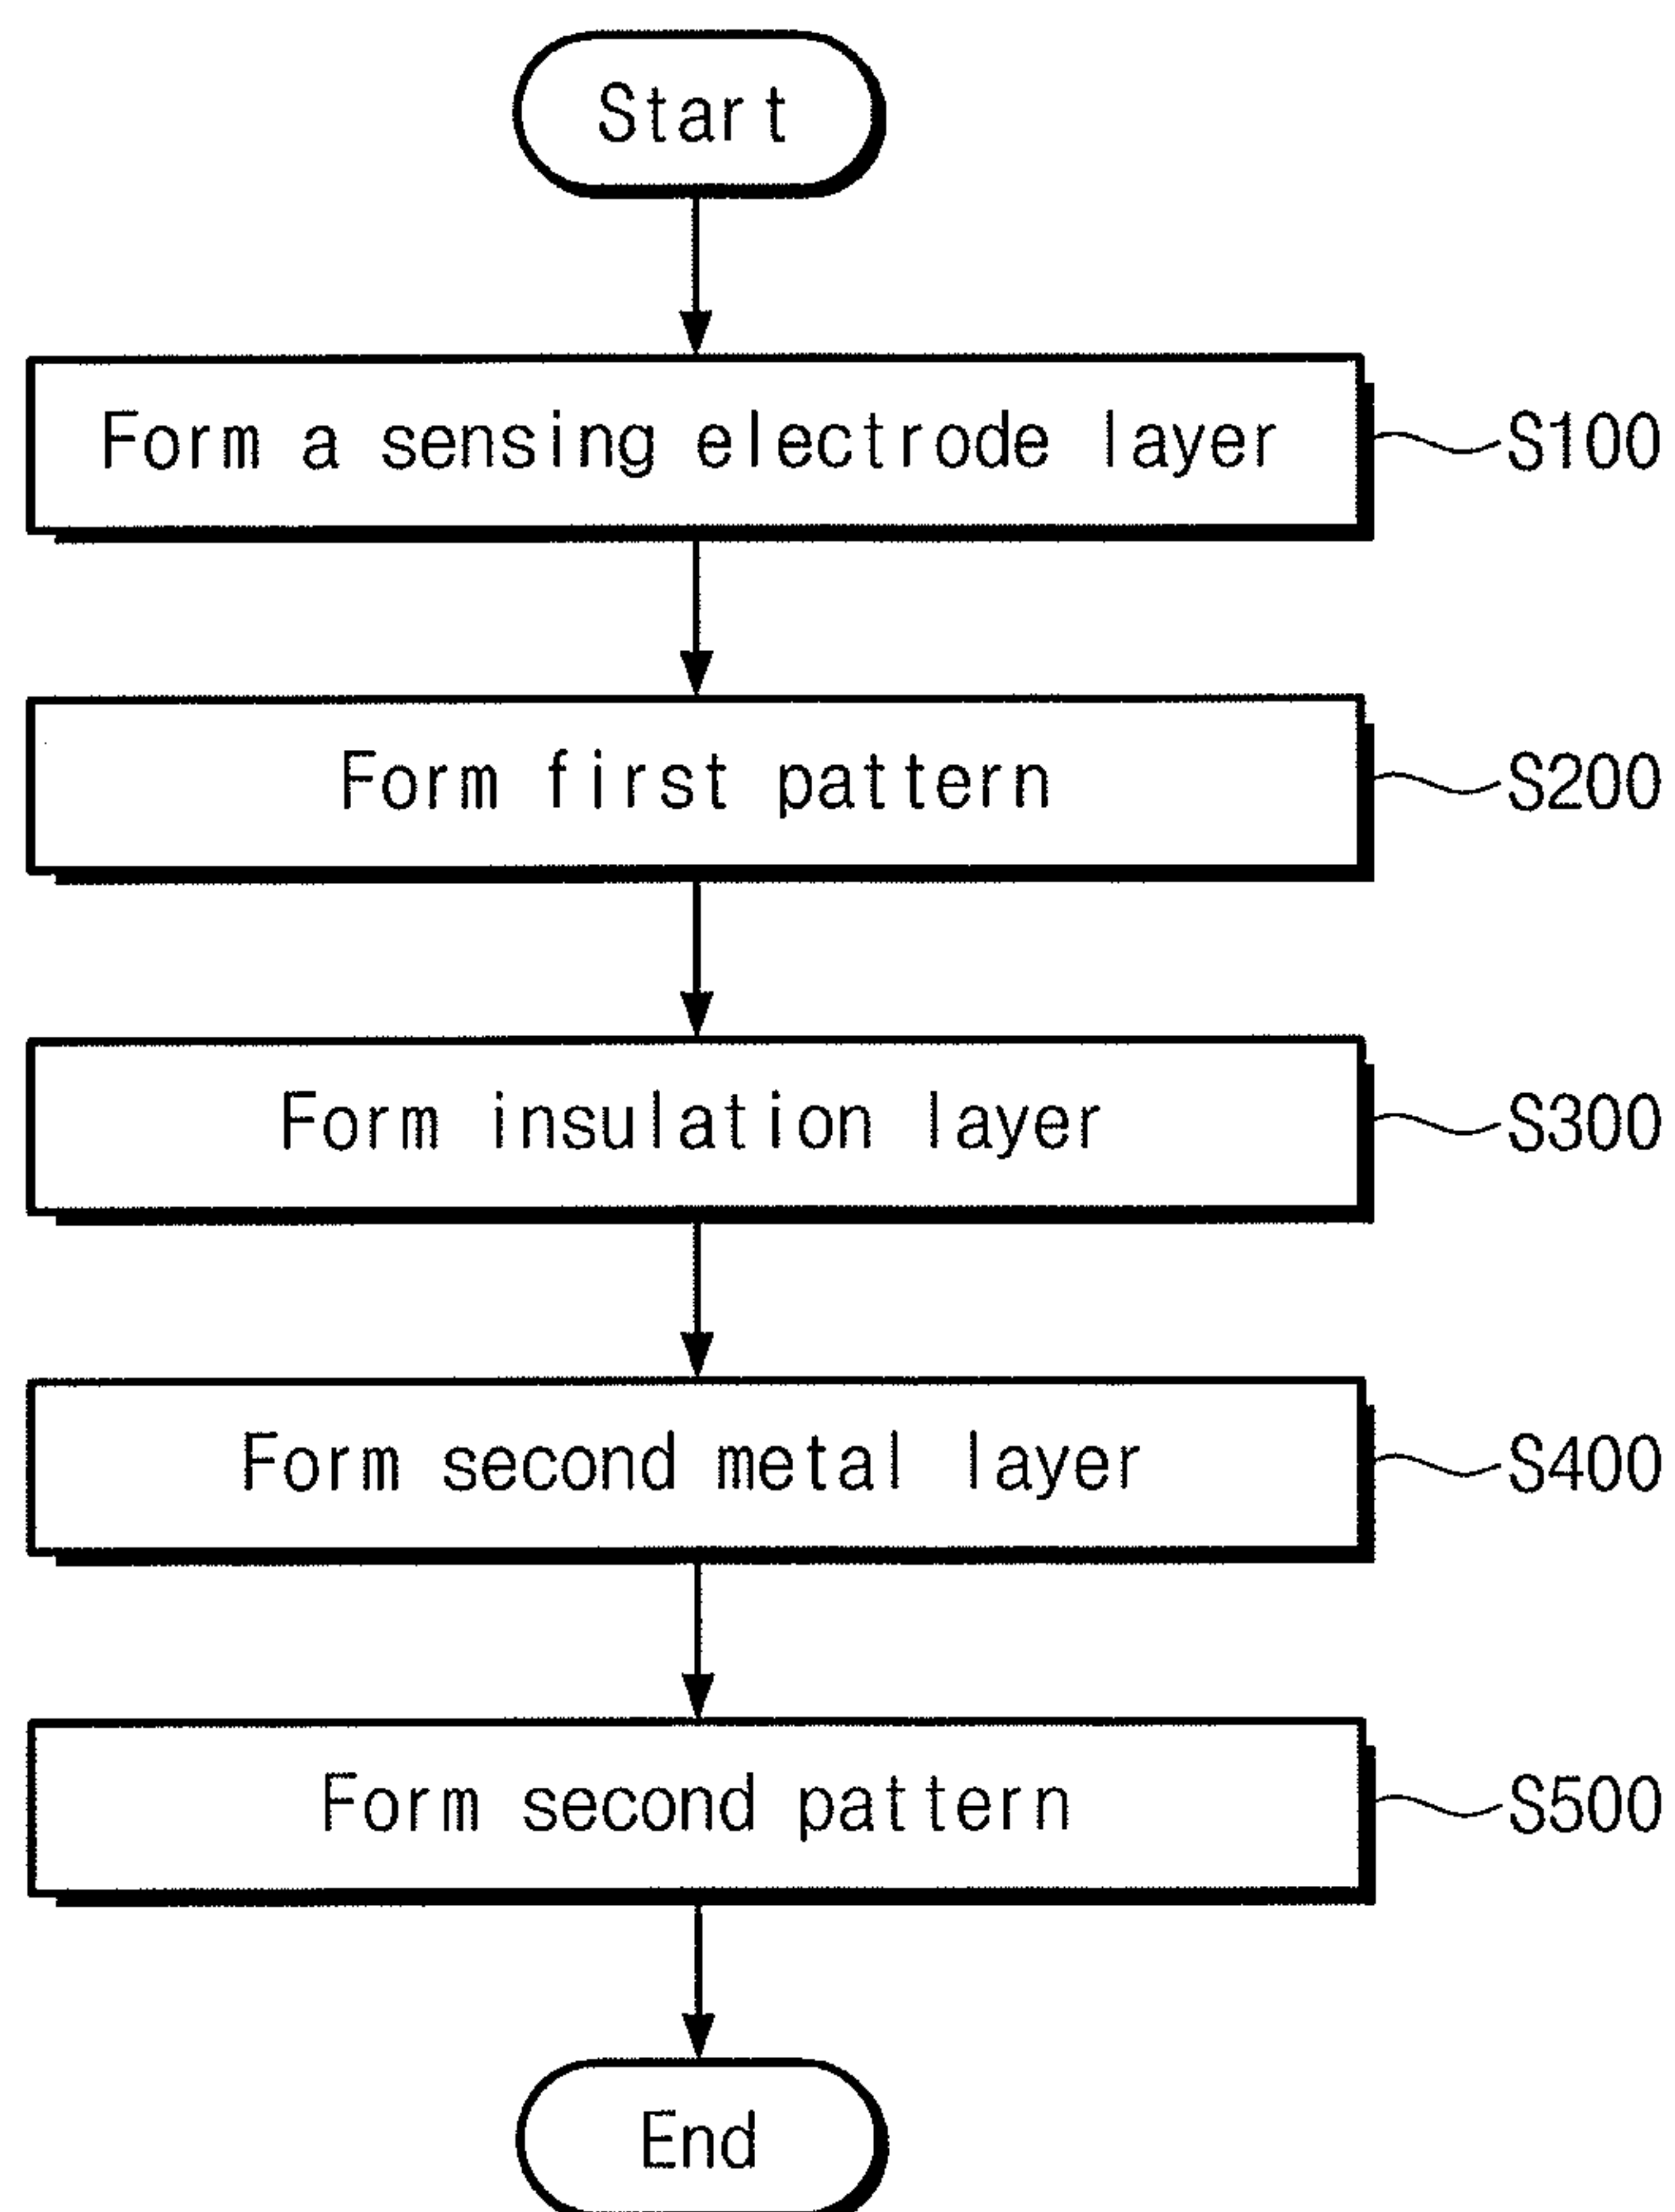 Start
Form a sensing electrode layer
S100
Form first pattern
S200
Form insulation layer
S300
Form second metal layer
S400
Form second pattern
S500
End